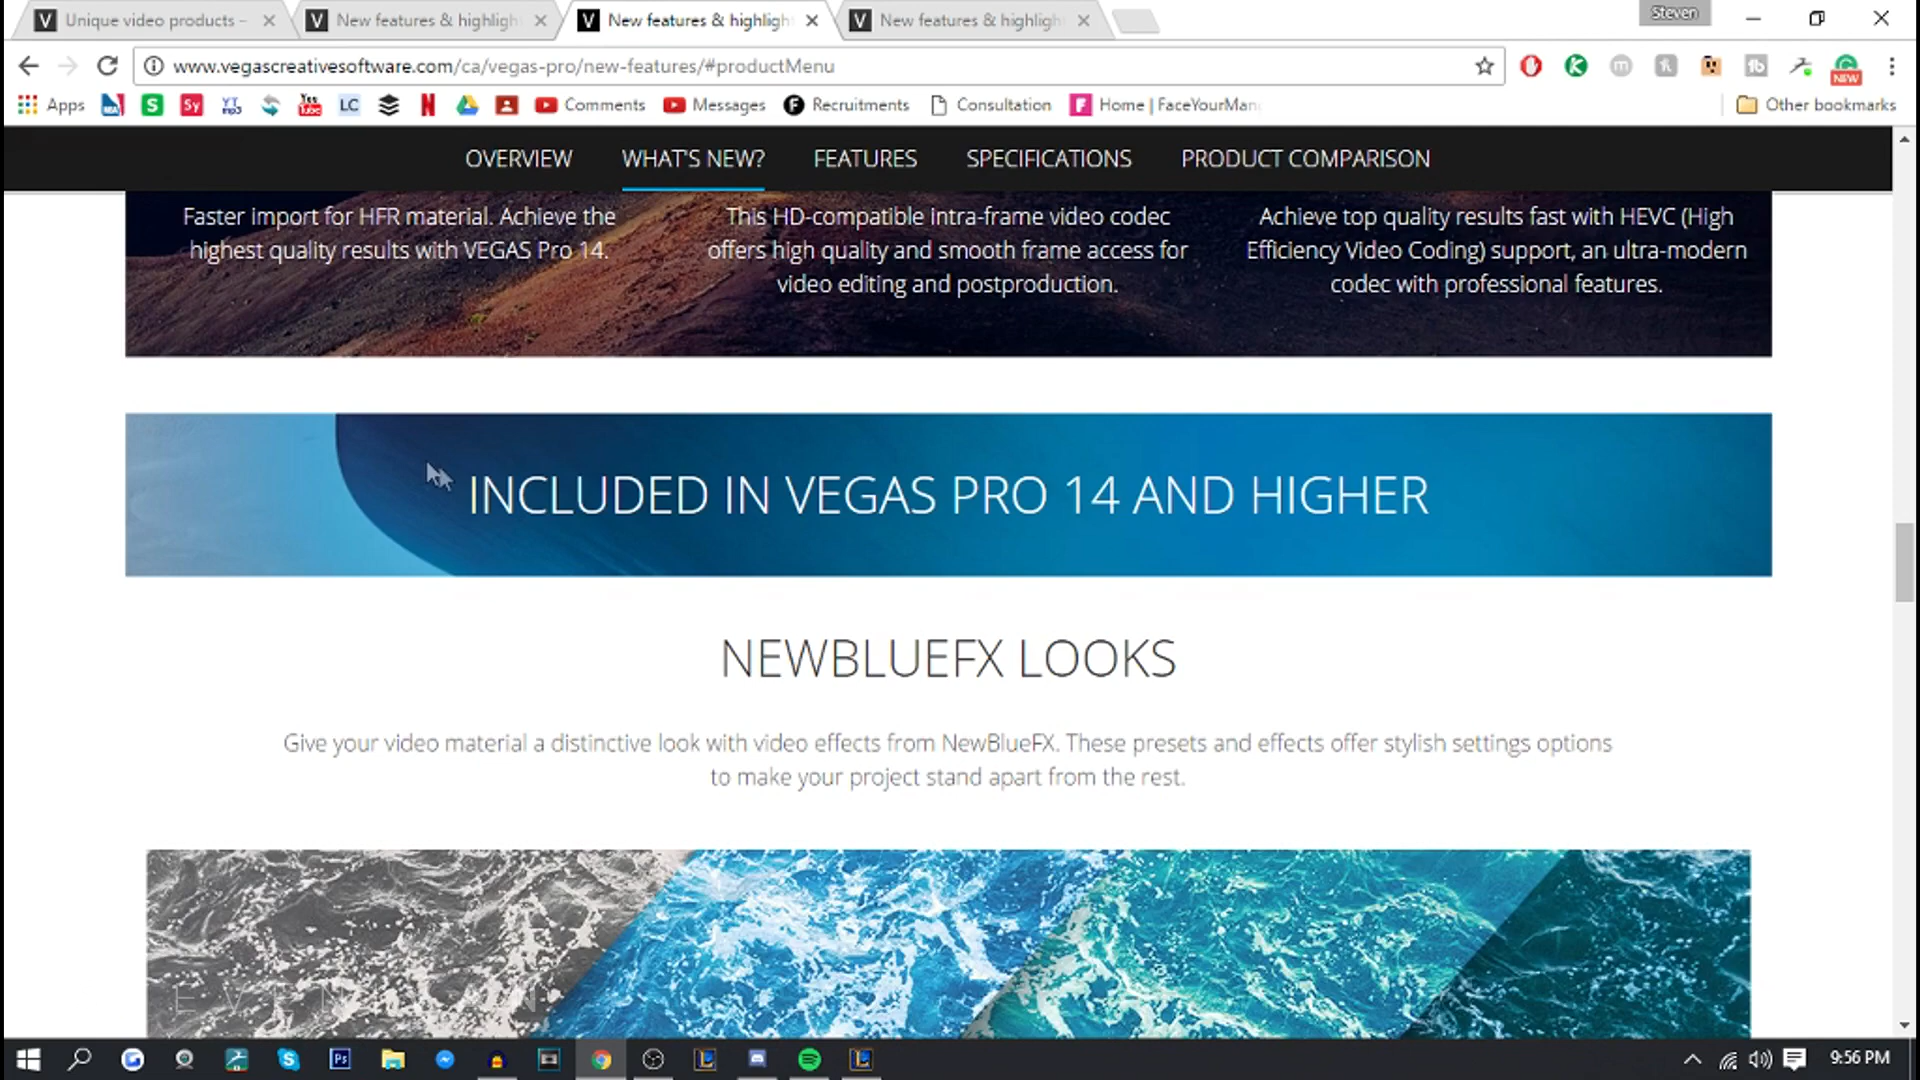 Unique video products –
New features & highligh
New features & highligh
New features & highligh
Steven
www.vegascreativesoftware.com/ca/vegas-pro/new-features/#productMenu
NEW
Apps
Comments
Messages
Recruitments
Consultation
Home | FaceYourMan
Other bookmarks
OVERVIEW
WHAT'S NEW?
FEATURES
SPECIFICATIONS
PRODUCT COMPARISON
Faster import for HFR material. Achieve the
highest quality results with VEGAS Pro 14.
This HD-compatible intra-frame video codec
offers high quality and smooth frame access for
video editing and postproduction.
Achieve top quality results fast with HEVC (High
Efficiency Video Coding) support, an ultra-modern
codec with professional features.
INCLUDED IN VEGAS PRO 14 AND HIGHER
NEWBLUEFX LOOKS
Give your video material a distinctive look with video effects from NewBlueFX. These presets and effects offer stylish settings options
to make your project stand apart from the rest.
9:56 PM